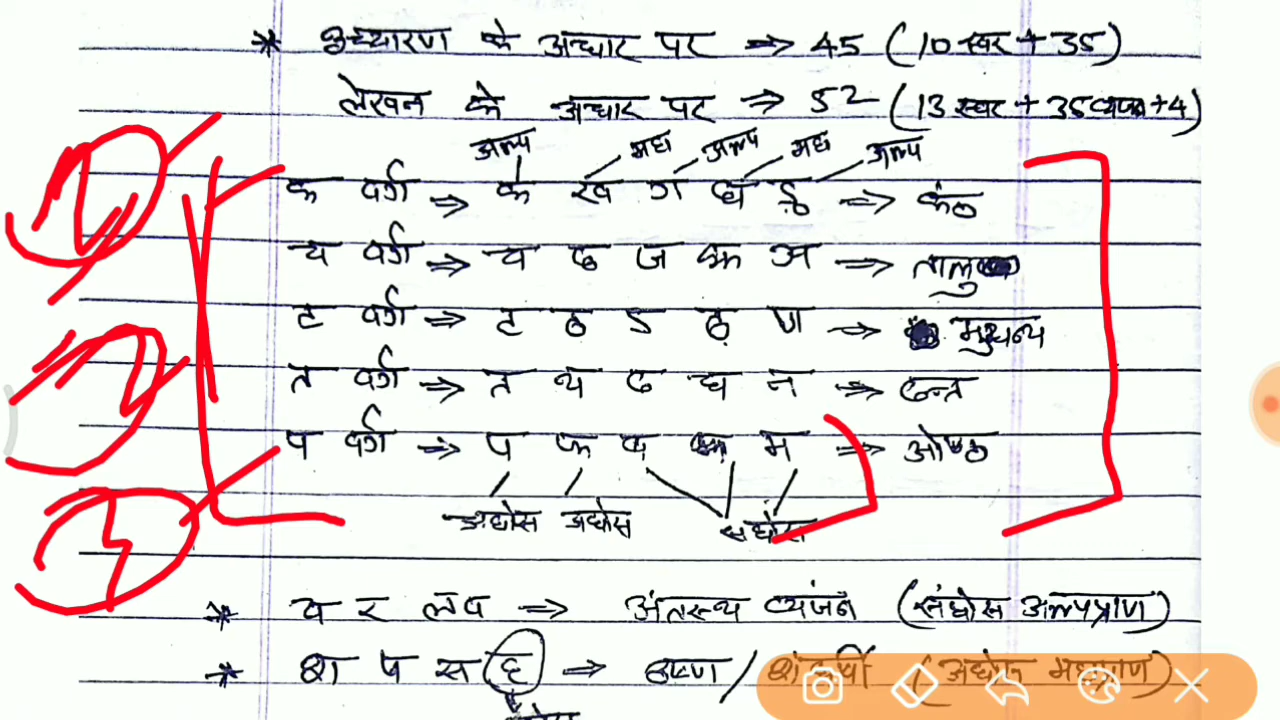 * उच्चारण के आधार पर ⇒ 45 (10 स्वर + 35)
लेखन के आधार पर ⇒ 52 (13 स्वर + 35 व्यंजन + 4)
अल्प महा अल्प महा अल्प
क वर्ग ⇒ क ख ग घ ङ ⇒ कंठ
च वर्ग ⇒ च छ ज झ ञ ⇒ तालु
ट वर्ग ⇒ ट ठ ड ढ ण ⇒ मुर्धन्य
त वर्ग ⇒ त थ द ध न ⇒ दन्त
प वर्ग ⇒ प फ ब भ म ⇒ ओष्ठ
अघोस अघोस सघोस
* य र ल व ⇒ अंतस्थ व्यंजन (संघोस अल्पप्राण)
* श ष स ह ⇒ उष्ण / संघर्षी (अघोस महाप्राण)